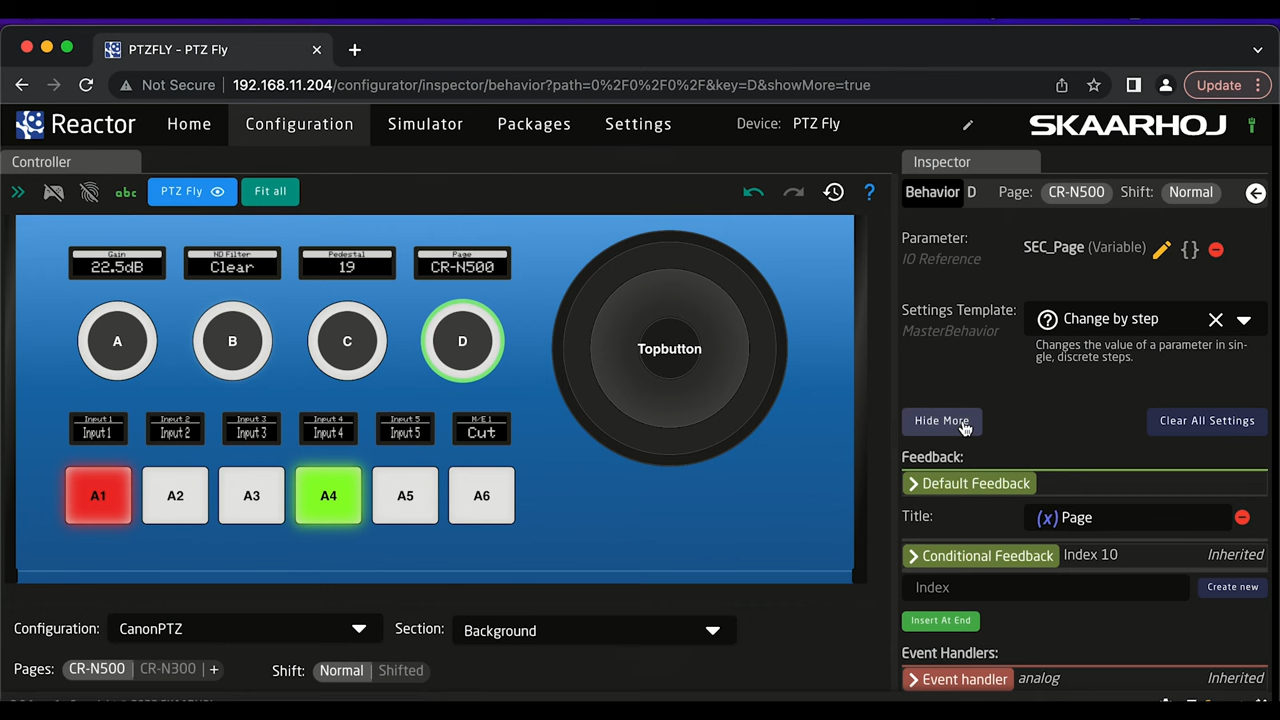 PTZFLY - PTZ Fly
Not Secure 192.168.11.204/configurator/inspector/behavior?path=0%2F0%2F0%2F&key=D&showMore=true Update
Reactor Home Configuration Simulator Packages Settings Device: PTZ Fly SKAARHOJ
Controller
abc PTZ Fly Fit all
Gain ND Filter Pedestal Page
22.5dB Clear 19 CR-N500
A B C D
Topbutton
Input 1 Input 2 Input 3 Input 4 Input 5 M/E 1
Input 1 Input 2 Input 3 Input 4 Input 5 Cut
A1 A2 A3 A4 A5 A6
Configuration: CanonPTZ Section: Background
Pages: CR-N500 CR-N300 + Shift: Normal Shifted
Inspector
Behavior D Page: CR-N500 Shift: Normal
Parameter: SEC_Page (Variable) {}
IO Reference
Settings Template: Change by step
MasterBehavior
Changes the value of a parameter in sin-
gle, discrete steps.
Hide More Clear All Settings
Feedback:
Default Feedback
Title: (x) Page
Conditional Feedback Index 10 Inherited
Index Create new
Insert At End
Event Handlers:
Event handler analog Inherited